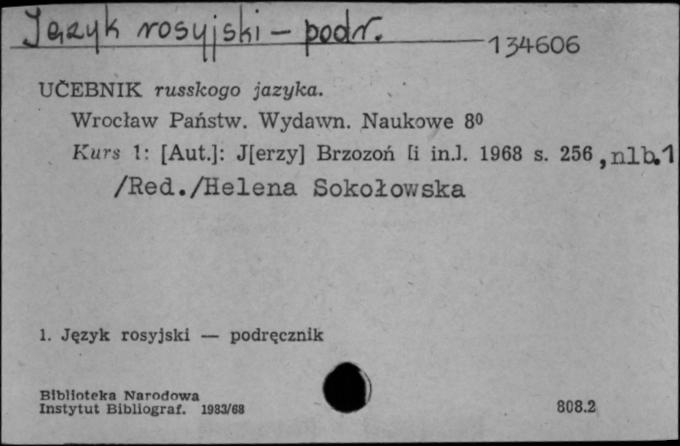 Język rosyjski - podr.
134606
UČEBNIK russkogo jazyka.
Wrocław Państw. Wydawn. Naukowe 8⁰
Kurs 1: [Aut.]: J[erzy] Brzozoń [i in.]. 1968 s. 256, nlb.1
/Red./Helena Sokołowska
1. Język rosyjski — podręcznik
Biblioteka Narodowa
Instytut Bibliograf. 1983/68
808.2